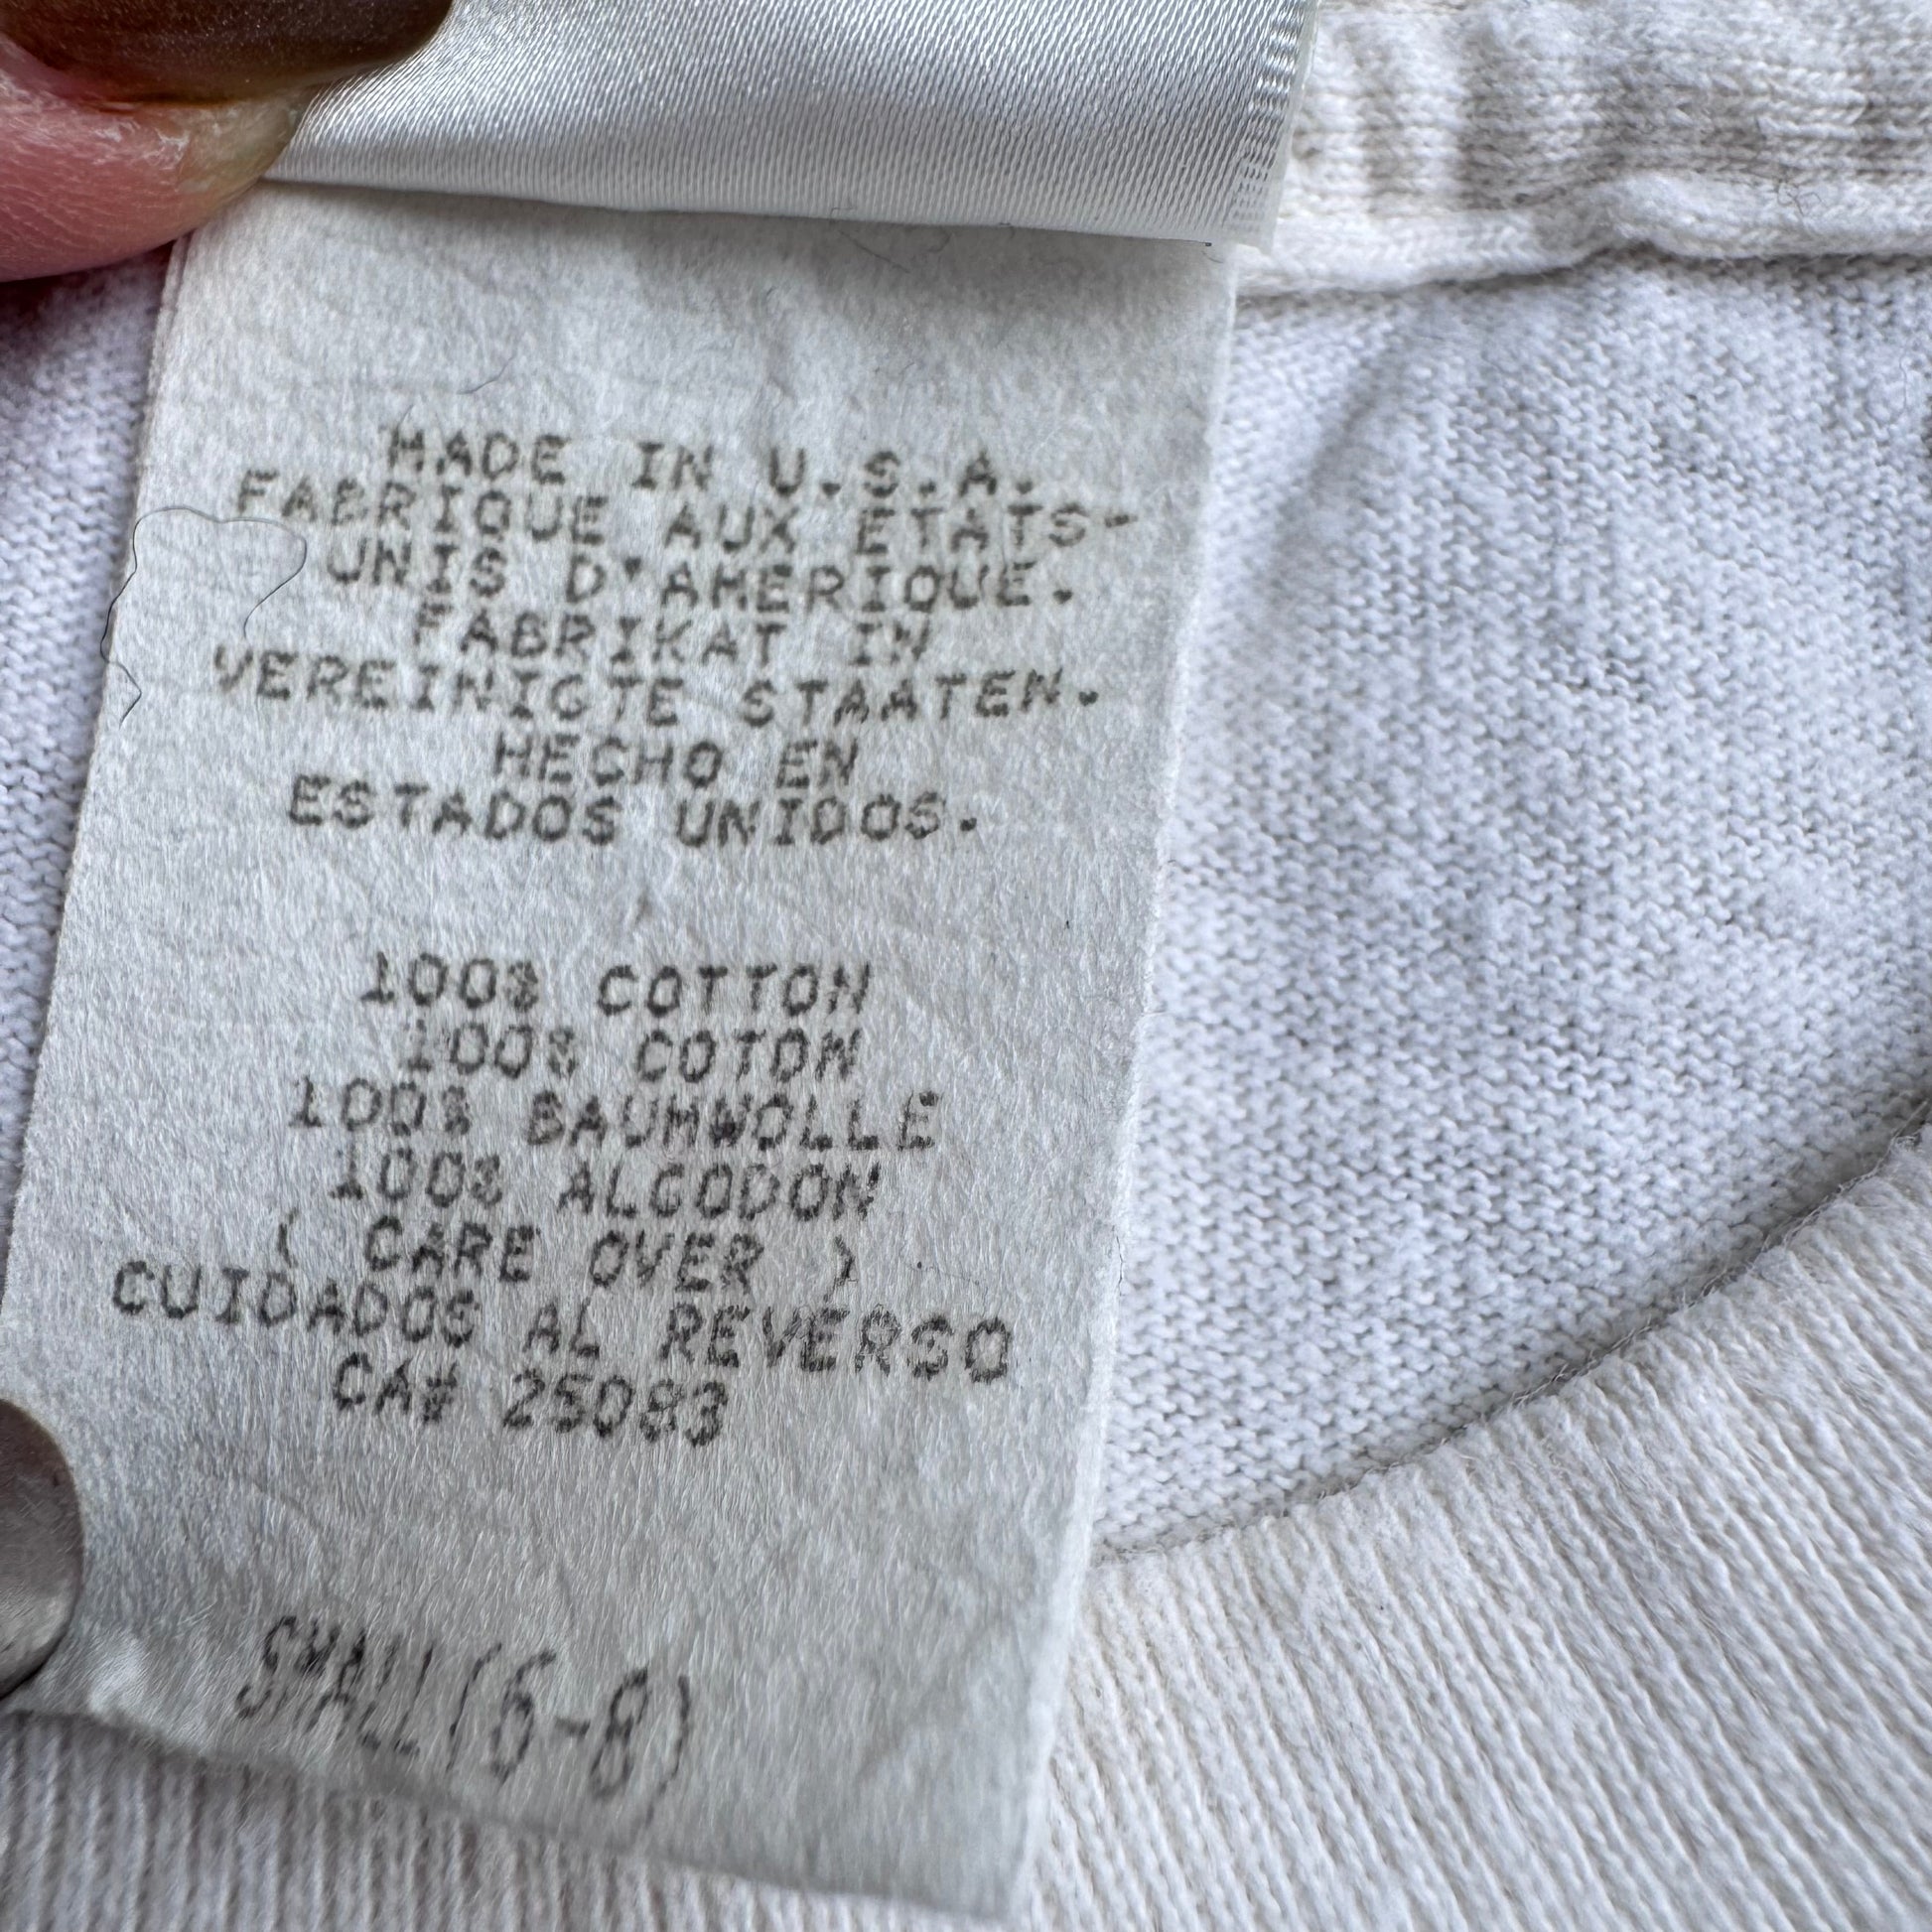 MADE IN U.S.A.
FABRIQUE AUX ETATS-
UNIS D'AMERIQUE.
FABRIKAT IN
VEREINIGTE STAATEN.
HECHO EN
ESTADOS UNIDOS.
100% COTTON
100% COTON
100% BAUMWOLLE
100% ALGODON
( CARE OVER )
CUIDADOS AL REVERSO
CA# 25083
SMALL(6-8)